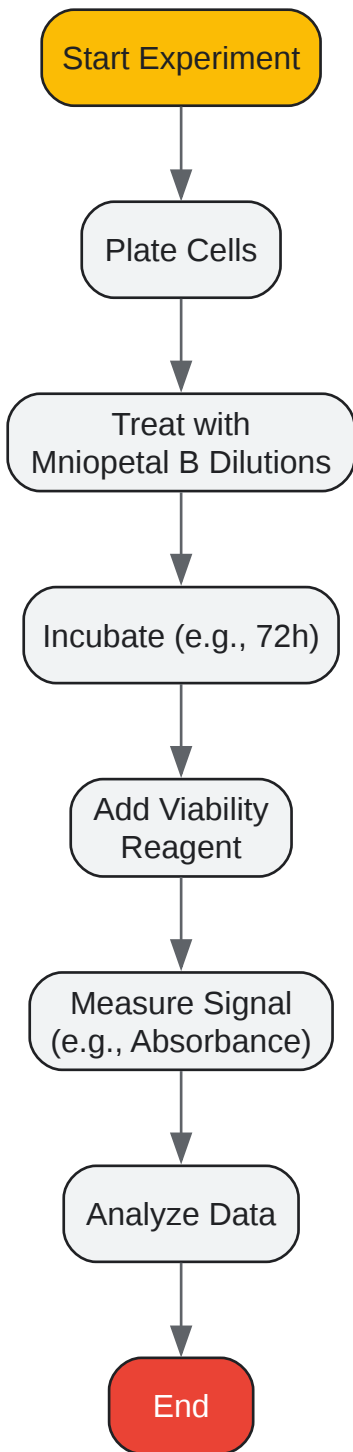 Start Experiment
Plate Cells
Treat with
Mniopetal B Dilutions
Incubate (e.g., 72h)
Add Viability
Reagent
Measure Signal
(e.g., Absorbance)
Analyze Data
End